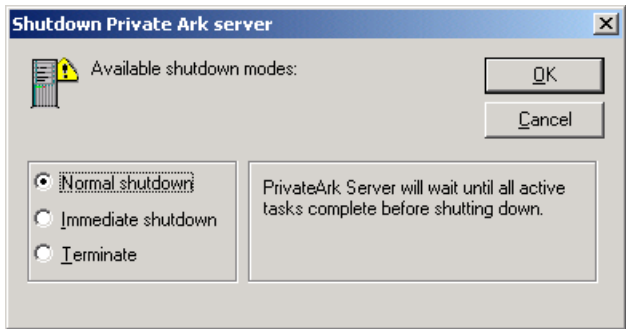 Shutdown Private Ark server
Available shutdown modes:
OK
Cancel
Normal shutdown
Immediate shutdown
Terminate
PrivateArk Server will wait until all active
tasks complete before shutting down.